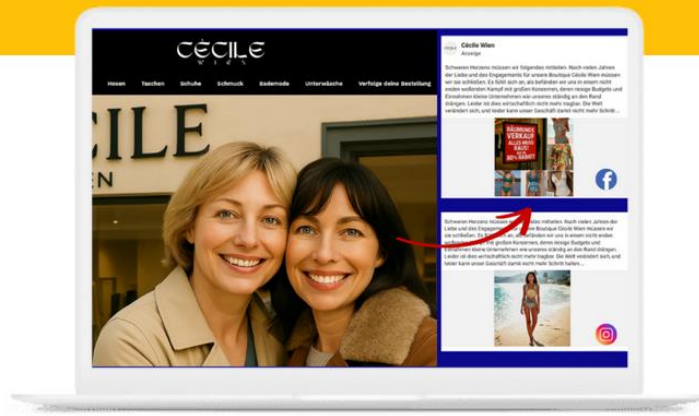 CÉCILE
WIEN
Hosen Taschen Schuhe Schmuck Bademode Unterwäsche Verfolge deine Bestellung
ILE
EN
Cécile Wien
Anzeige
Schweren Herzens müssen wir folgendes mitteilen. Nach vielen Jahren
der Liebe und des Engagements für unsere Boutique Cécile Wien müssen
wir sie schließen. Es fühlt sich an, als befänden wir uns in einem nicht
enden wollenden Kampf mit großen Konzernen, deren riesige Budgets und
Einnahmen kleine Unternehmen wie unseres ständig an den Rand
drängen. Leider ist dies wirtschaftlich nicht mehr tragbar. Die Welt
verändert sich, und leider kann unser Geschäft damit nicht mehr Schritt ...
RÄUMUNGS
VERKAUF
ALLES MUSS
RAUS!
80% RABATT
Schweren Herzens müssen mitteilen. Nach vielen Jahren der
Liebe und des Boutique Cécile Wien müssen wir
sie schließen. Es fühlt sich an, als befänden wir uns in einem nicht enden
wollenden mit großen Konzernen, deren riesige Budgets und
Einnahmen kleine Unternehmen wie unseres ständig an den Rand drängen.
Leider ist dies wirtschaftlich nicht mehr tragbar. Die Welt verändert sich, und
leider kann unser Geschäft damit nicht mehr Schritt halten...